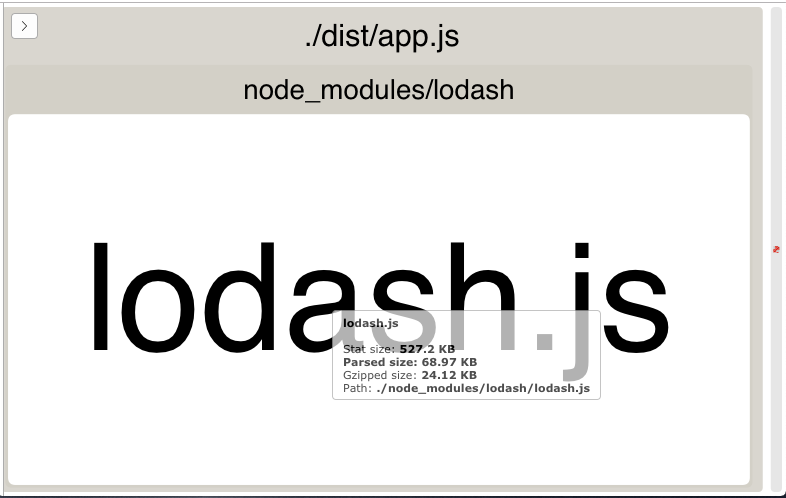 ./dist/app.js
node_modules/lodash
lodash.js
lodash.js
Stat size: 527.2 KB
Parsed size: 68.97 KB
Gzipped size: 24.12 KB
Path: ./node_modules/lodash/lodash.js